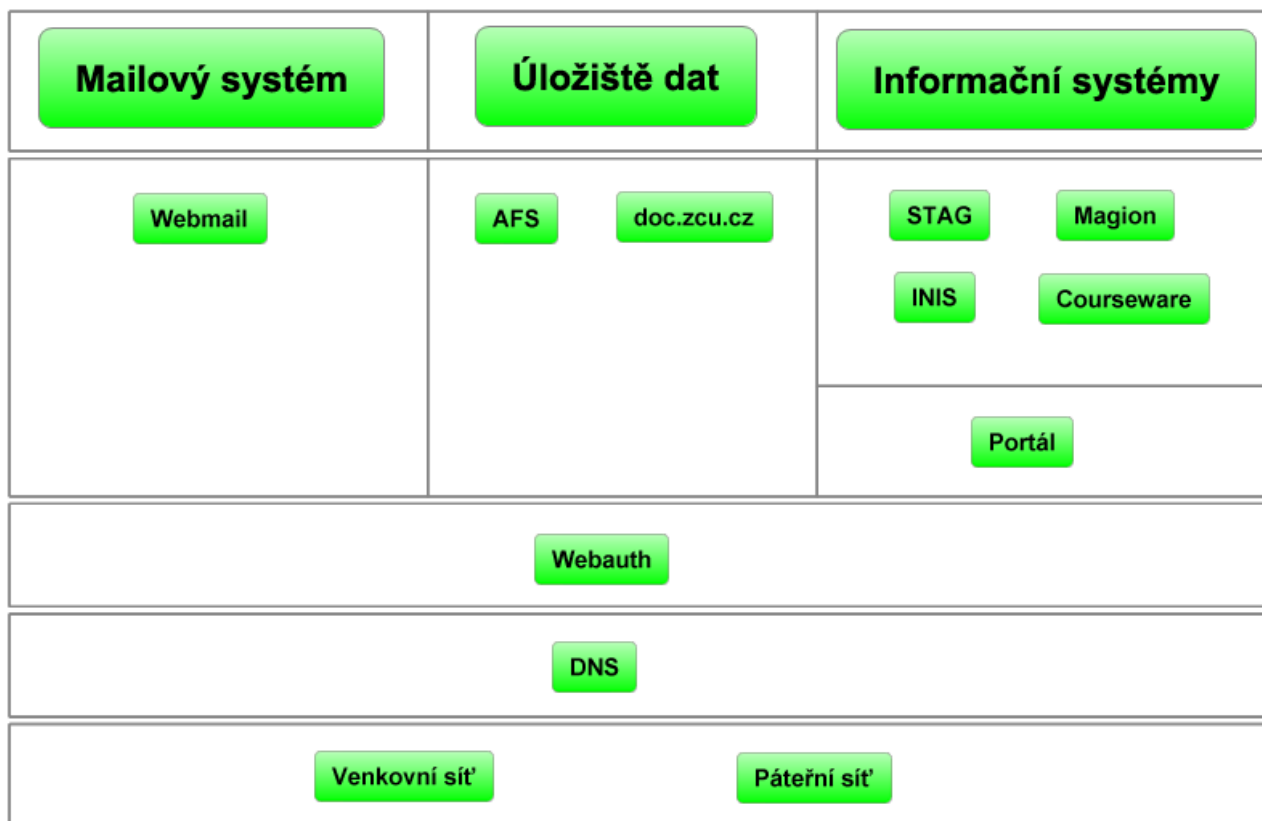 Mailový systém
Úložiště dat
Informační systémy
Webmail
AFS
doc.zcu.cz
STAG
Magion
INIS
Courseware
Portál
Webauth
DNS
Venkovní síť
Páteřní síť